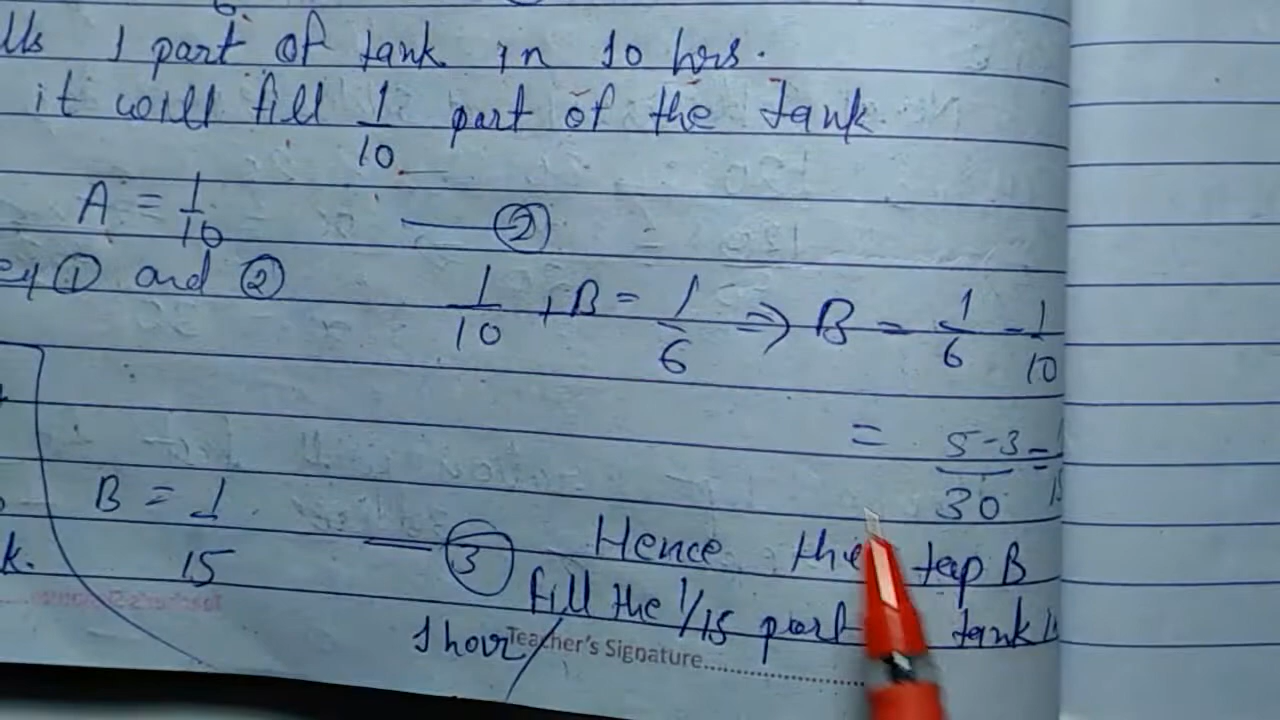 lls 1 part of tank in 10 hrs.
it will fill 1/10 part of the tank
A = 1/10 — ②
eq ① and ② 1/10 + B = 1/6 ⇒ B = 1/6 - 1/10
= 5-3/30 =
B = 1/15 — ③ Hence the tap B
k. fill the 1/15 part tank
1 hour/
Teacher's Signature